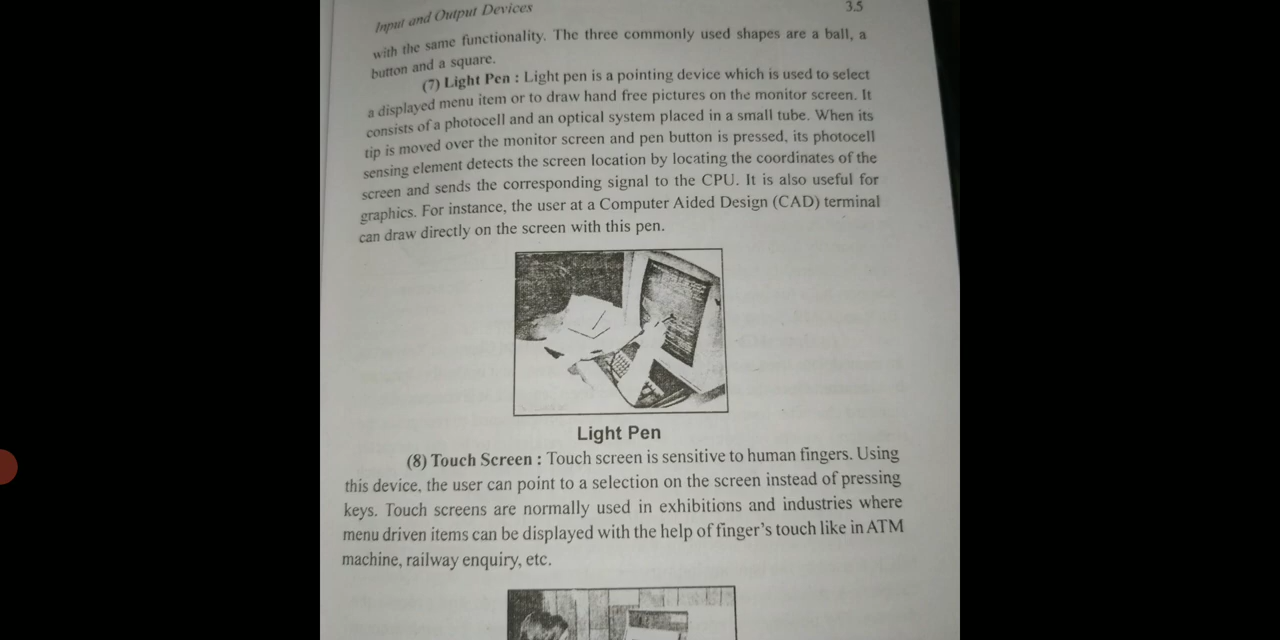 Input and Output Devices 3.5
with the same functionality. The three commonly used shapes are a ball, a
button and a square.
(7) Light Pen : Light pen is a pointing device which is used to select
a displayed menu item or to draw hand free pictures on the monitor screen. It
consists of a photocell and an optical system placed in a small tube. When its
tip is moved over the monitor screen and pen button is pressed, its photocell
sensing element detects the screen location by locating the coordinates of the
screen and sends the corresponding signal to the CPU. It is also useful for
graphics. For instance, the user at a Computer Aided Design (CAD) terminal
can draw directly on the screen with this pen.
Light Pen
(8) Touch Screen : Touch screen is sensitive to human fingers. Using
this device, the user can point to a selection on the screen instead of pressing
keys. Touch screens are normally used in exhibitions and industries where
menu driven items can be displayed with the help of finger's touch like in ATM
machine, railway enquiry, etc.